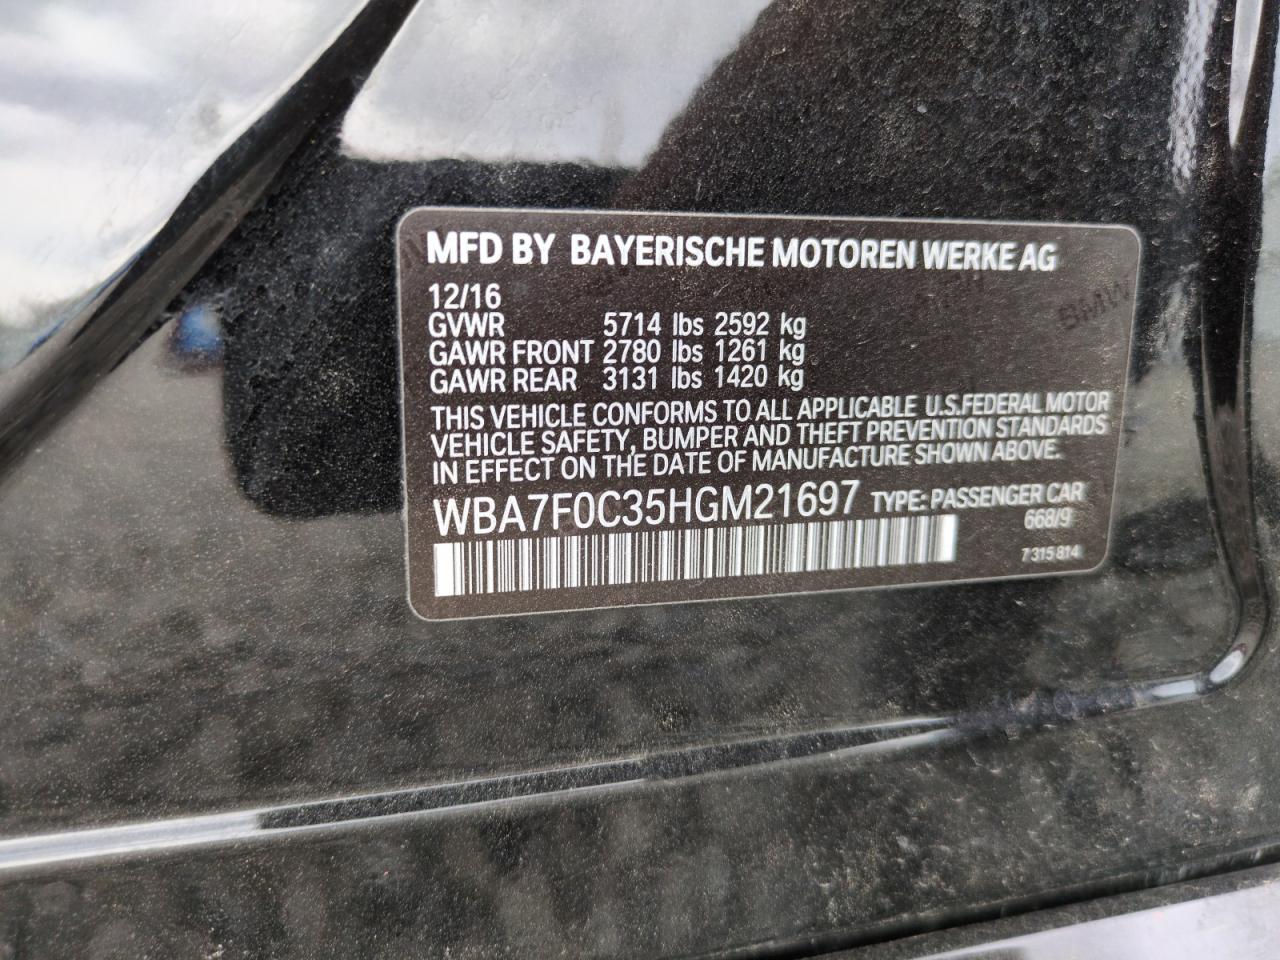 MFD BY BAYERISCHE MOTOREN WERKE AG
12/16
GVWR 5714 lbs 2592 kg
GAWR FRONT 2780 lbs 1261 kg
GAWR REAR 3131 lbs 1420 kg
THIS VEHICLE CONFORMS TO ALL APPLICABLE U.S.FEDERAL MOTOR
VEHICLE SAFETY, BUMPER AND THEFT PREVENTION STANDARDS
IN EFFECT ON THE DATE OF MANUFACTURE SHOWN ABOVE.
WBA7F0C35HGM21697 TYPE: PASSENGER CAR
668/9
7 315 814
BMW